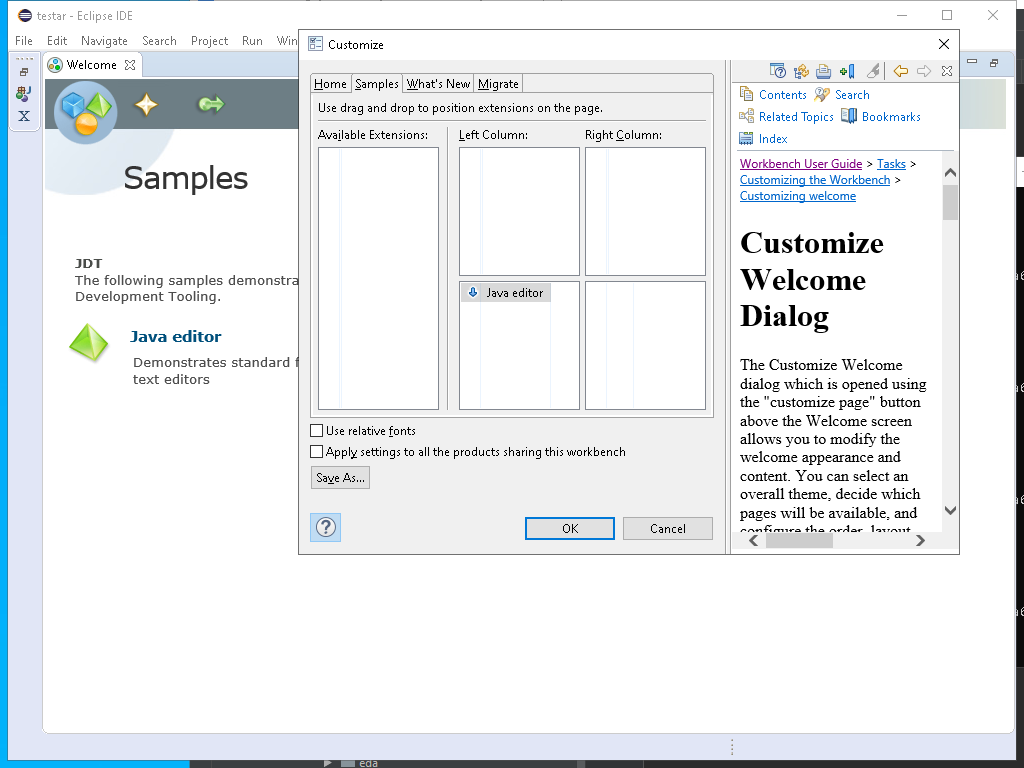 testar - Eclipse IDE
File Edit Navigate Search Project Run Win
Welcome
Samples
JDT
The following samples demonstra
Development Tooling.
Java editor
Demonstrates standard f
text editors
Customize
Home Samples What's New Migrate
Use drag and drop to position extensions on the page.
Available Extensions: Left Column: Right Column:
Java editor
Use relative fonts
Apply settings to all the products sharing this workbench
Save As...
OK Cancel
Contents Search
Related Topics Bookmarks
Index
Workbench User Guide > Tasks >
Customizing the Workbench >
Customizing welcome
Customize
Welcome
Dialog
The Customize Welcome
dialog which is opened using
the "customize page" button
above the Welcome screen
allows you to modify the
welcome appearance and
content. You can select an
overall theme, decide which
pages will be available, and
configure the order, layout
eda